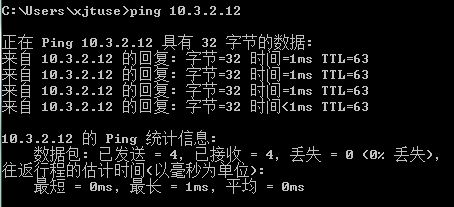 C:\Users\xjtuse>ping 10.3.2.12
正在 Ping 10.3.2.12 具有 32 字节的数据:
来自 10.3.2.12 的回复: 字节=32 时间=1ms TTL=63
来自 10.3.2.12 的回复: 字节=32 时间=1ms TTL=63
来自 10.3.2.12 的回复: 字节=32 时间=1ms TTL=63
来自 10.3.2.12 的回复: 字节=32 时间<1ms TTL=63
10.3.2.12 的 Ping 统计信息:
数据包: 已发送 = 4, 已接收 = 4, 丢失 = 0 (0% 丢失),
往返行程的估计时间(以毫秒为单位):
最短 = 0ms, 最长 = 1ms, 平均 = 0ms